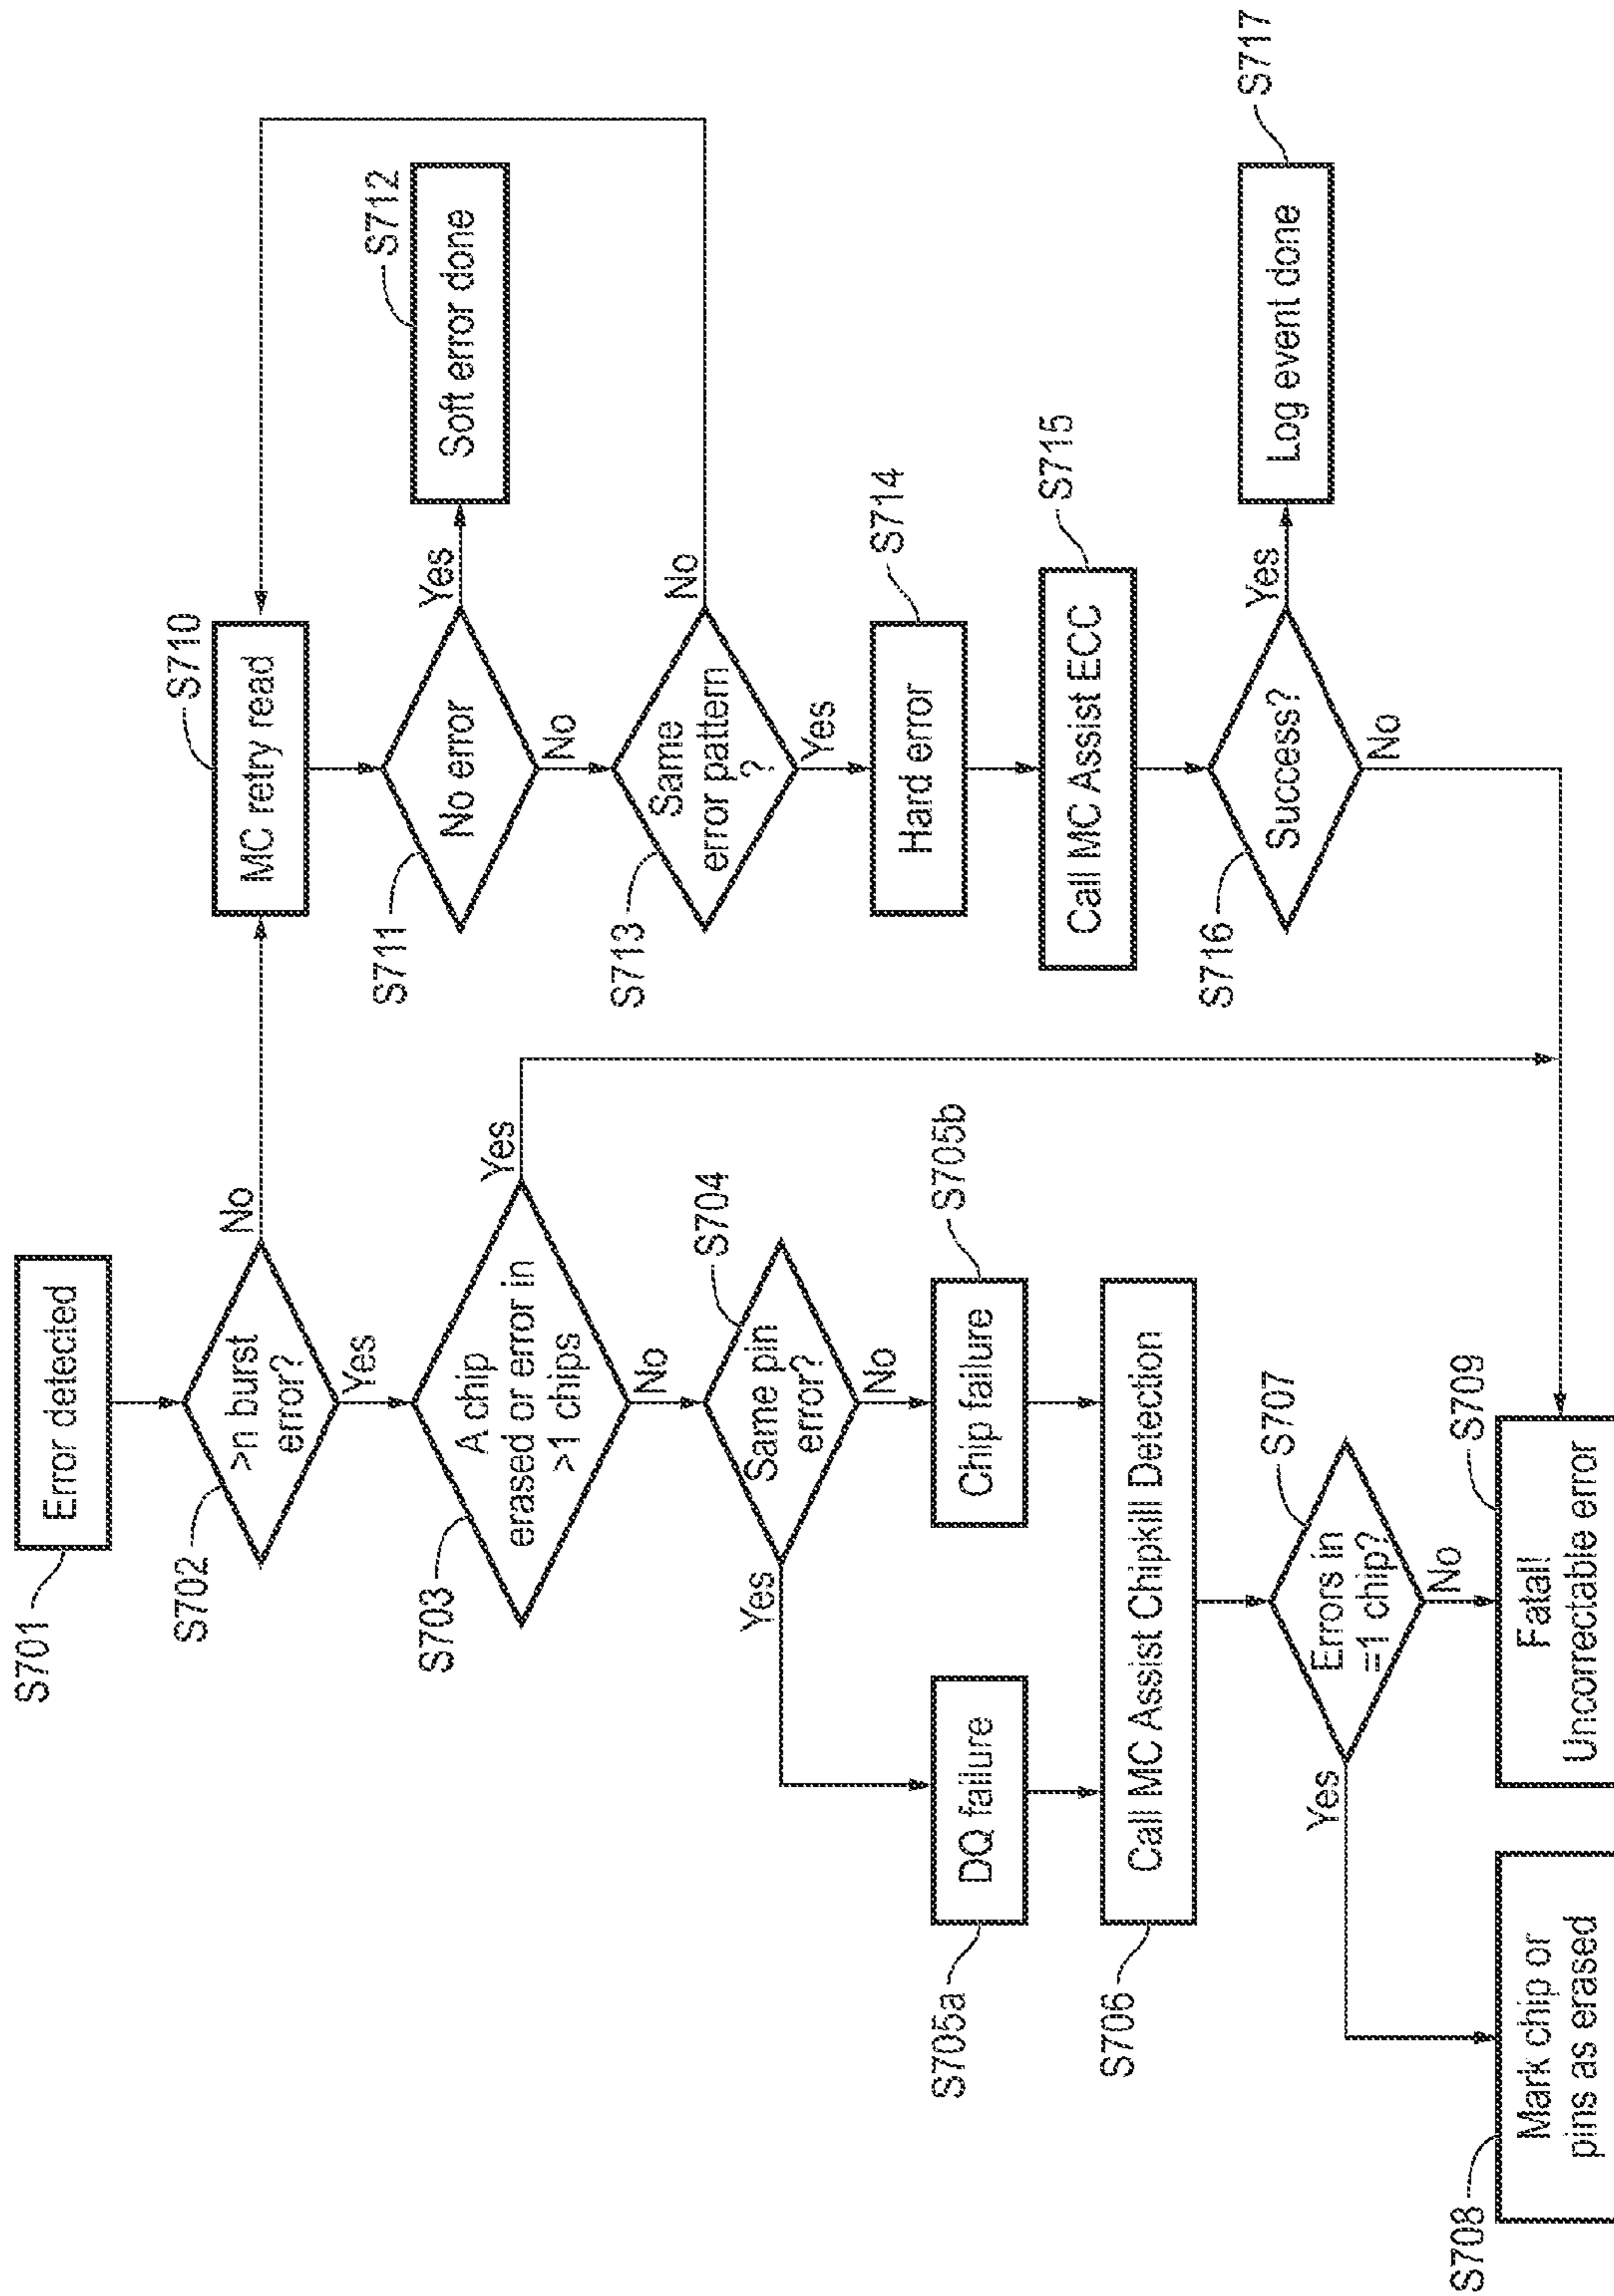 S701
Error detected
S702
>n burst
error?
No
Yes
S703
A chip
erased or error in
>1 chips
Yes
No
S704
Same pin
error?
Yes
No
S705a
DQ failure
S705b
Chip failure
S706
Call MC Assist Chipkill Detection
S707
Errors in
=1 chip?
Yes
No
S708
Mark chip or
pins as erased
S709
Fatal!
Uncorrectable error
S710
MC retry read
S711
No error
Yes
No
S712
Soft error done
S713
Same
error pattern
?
No
Yes
S714
Hard error
S715
Call MC Assist ECC
S716
Success?
Yes
No
S717
Log event done